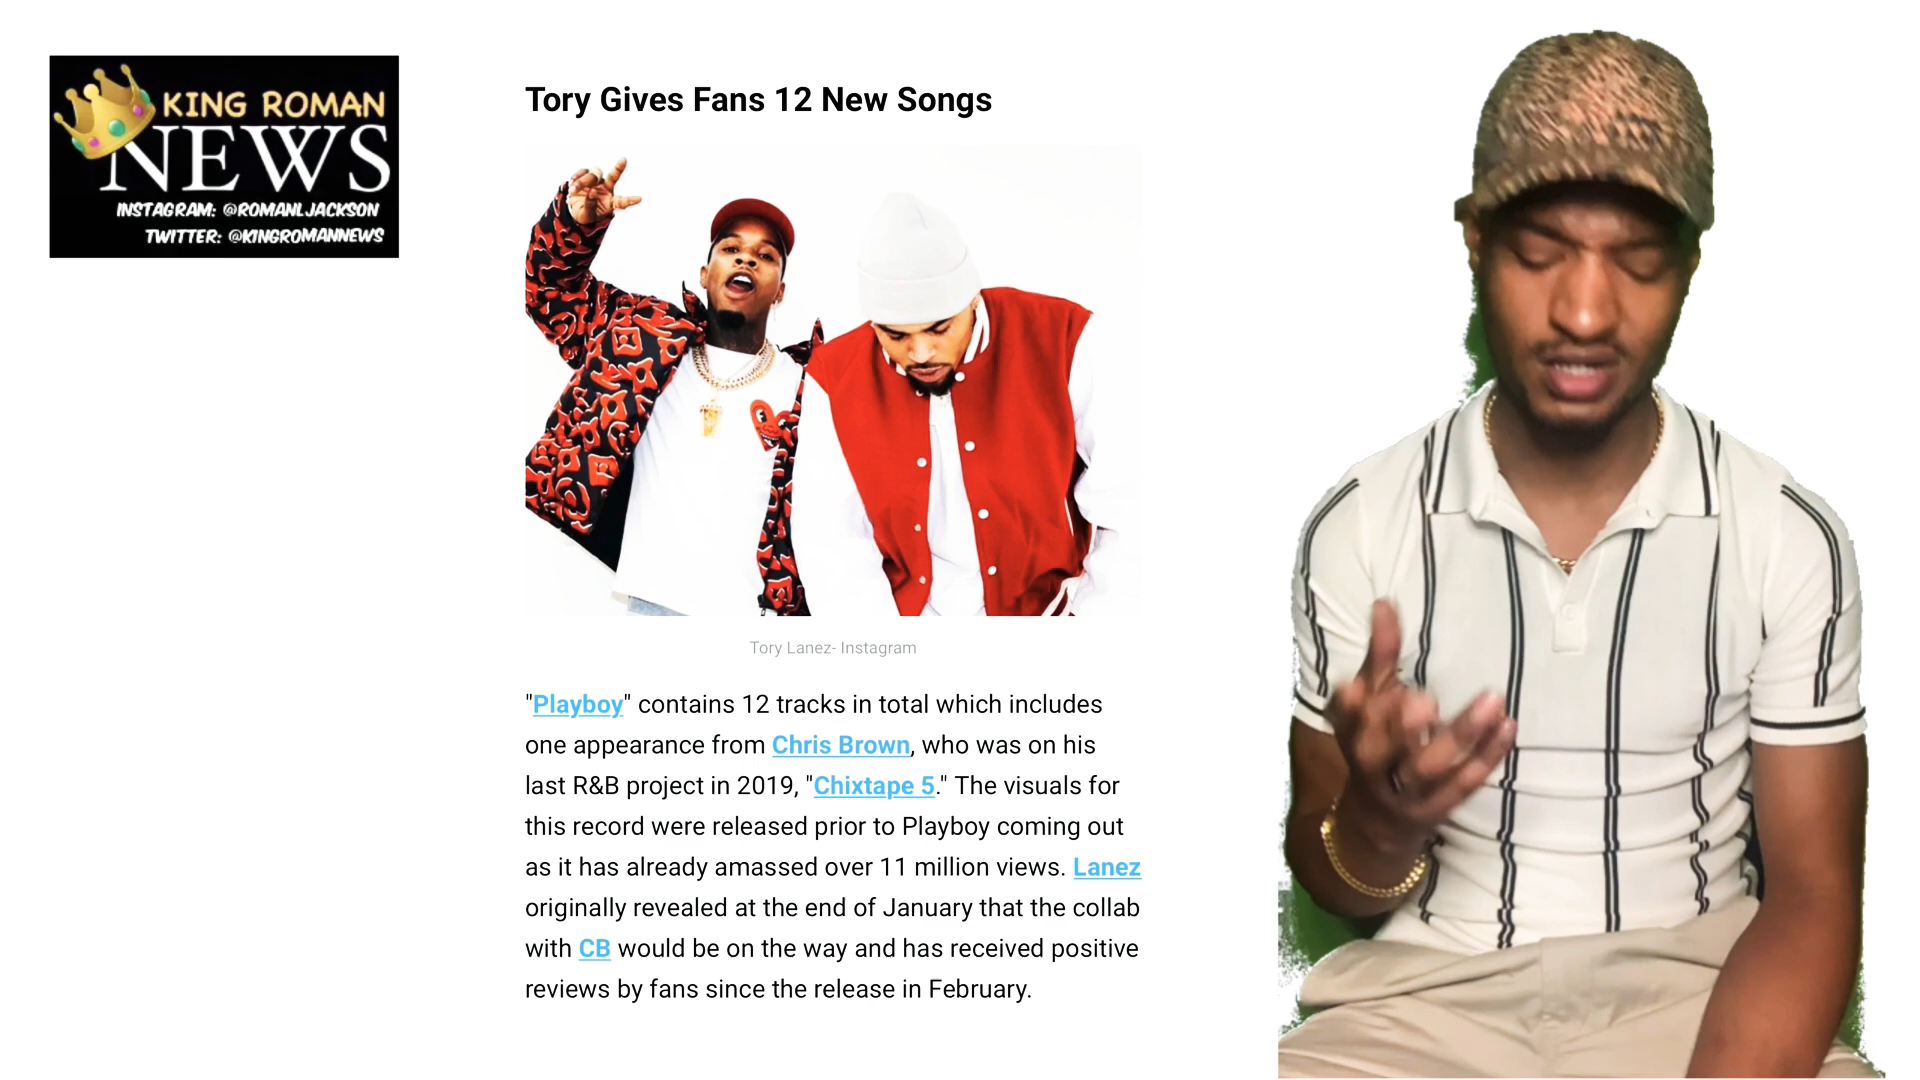 KING ROMAN
NEWS
INSTAGRAM: @ROMANLJACKSON
TWITTER: @KINGROMANNEWS
Tory Gives Fans 12 New Songs
Tory Lanez- Instagram
"Playboy" contains 12 tracks in total which includes
one appearance from Chris Brown, who was on his
last R&B project in 2019, "Chixtape 5." The visuals for
this record were released prior to Playboy coming out
as it has already amassed over 11 million views. Lanez
originally revealed at the end of January that the collab
with CB would be on the way and has received positive
reviews by fans since the release in February.